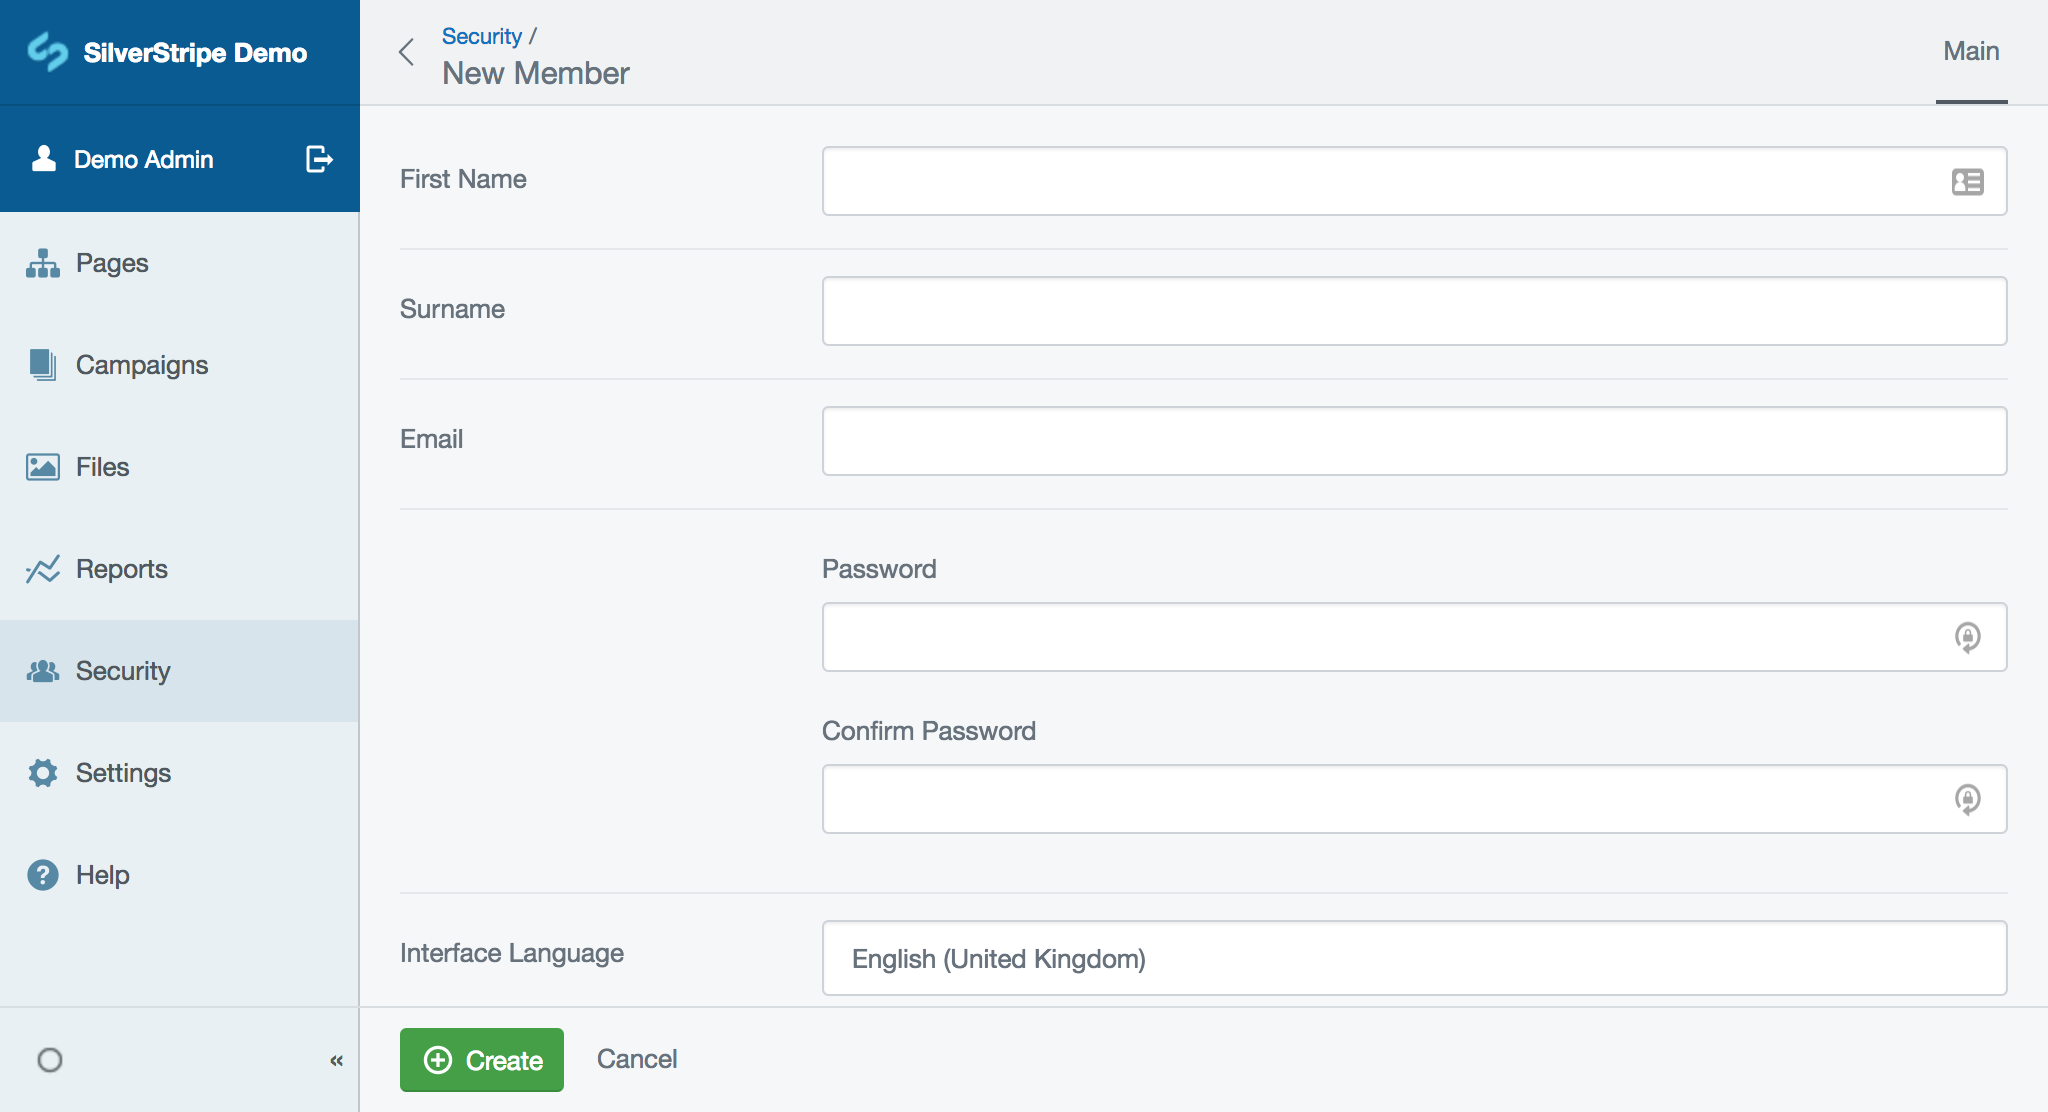 SilverStripe Demo
Demo Admin
Pages
Campaigns
Files
Reports
Security
Settings
Help
«
Security /
New Member
Main
First Name
Surname
Email
Password
Confirm Password
Interface Language
English (United Kingdom)
Create
Cancel